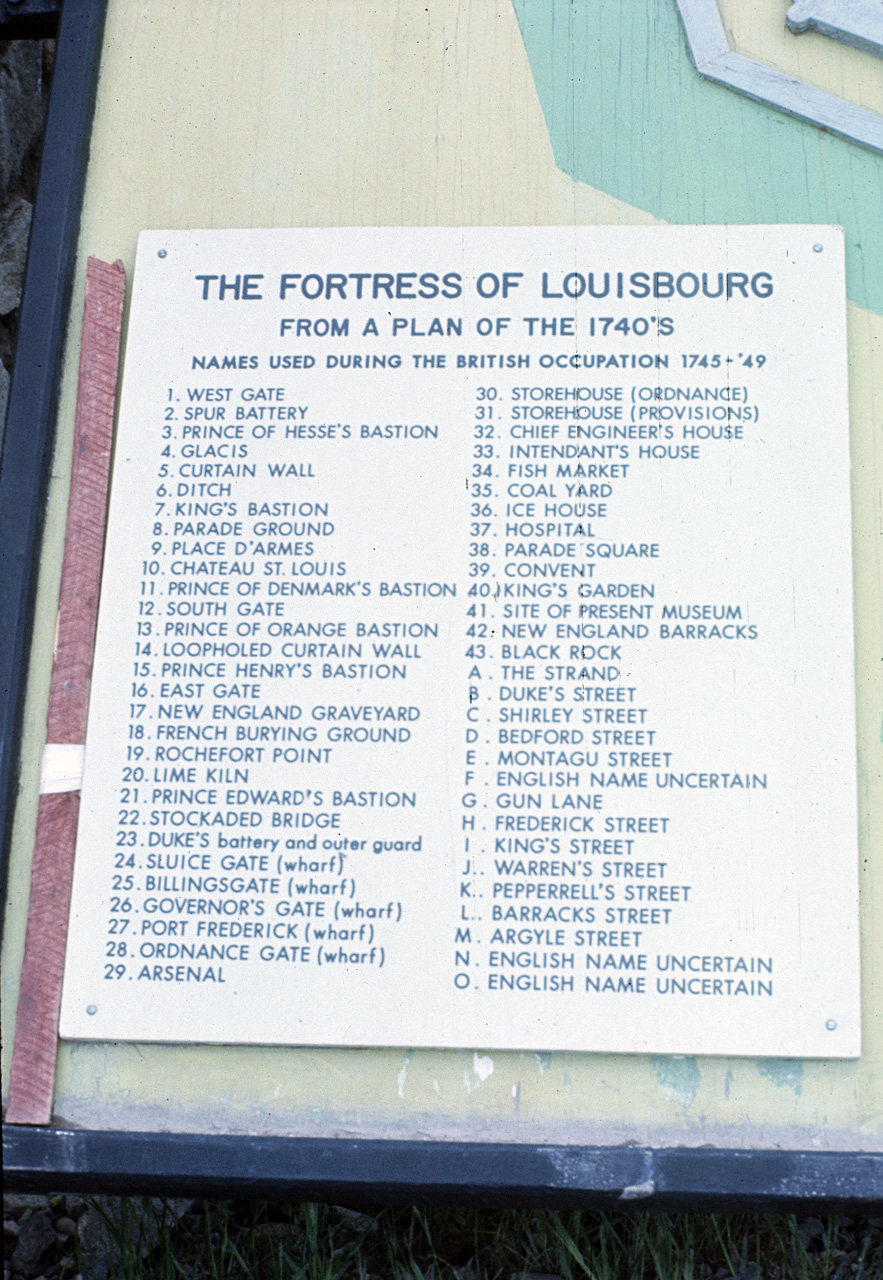 THE FORTRESS OF LOUISBOURG
FROM A PLAN OF THE 1740'S
NAMES USED DURING THE BRITISH OCCUPATION 1745-'49
1. WEST GATE
2. SPUR BATTERY
3. PRINCE OF HESSE'S BASTION
4. GLACIS
5. CURTAIN WALL
6. DITCH
7. KING'S BASTION
8. PARADE GROUND
9. PLACE D'ARMES
10. CHATEAU ST. LOUIS
11. PRINCE OF DENMARK'S BASTION
12. SOUTH GATE
13. PRINCE OF ORANGE BASTION
14. LOOPHOLED CURTAIN WALL
15. PRINCE HENRY'S BASTION
16. EAST GATE
17. NEW ENGLAND GRAVEYARD
18. FRENCH BURYING GROUND
19. ROCHEFORT POINT
20. LIME KILN
21. PRINCE EDWARD'S BASTION
22. STOCKADED BRIDGE
23. DUKE'S battery and outer guard
24. SLUICE GATE (wharf)
25. BILLINGSGATE (wharf)
26. GOVERNOR'S GATE (wharf)
27. PORT FREDERICK (wharf)
28. ORDNANCE GATE (wharf)
29. ARSENAL
30. STOREHOUSE (ORDNANCE)
31. STOREHOUSE (PROVISIONS)
32. CHIEF ENGINEER'S HOUSE
33. INTENDANT'S HOUSE
34. FISH MARKET
35. COAL YARD
36. ICE HOUSE
37. HOSPITAL
38. PARADE SQUARE
39. CONVENT
40. KING'S GARDEN
41. SITE OF PRESENT MUSEUM
42. NEW ENGLAND BARRACKS
43. BLACK ROCK
A. THE STRAND
B. DUKE'S STREET
C. SHIRLEY STREET
D. BEDFORD STREET
E. MONTAGU STREET
F. ENGLISH NAME UNCERTAIN
G. GUN LANE
H. FREDERICK STREET
I. KING'S STREET
J.. WARREN'S STREET
K.. PEPPERRELL'S STREET
L.. BARRACKS STREET
M. ARGYLE STREET
N. ENGLISH NAME UNCERTAIN
O. ENGLISH NAME UNCERTAIN